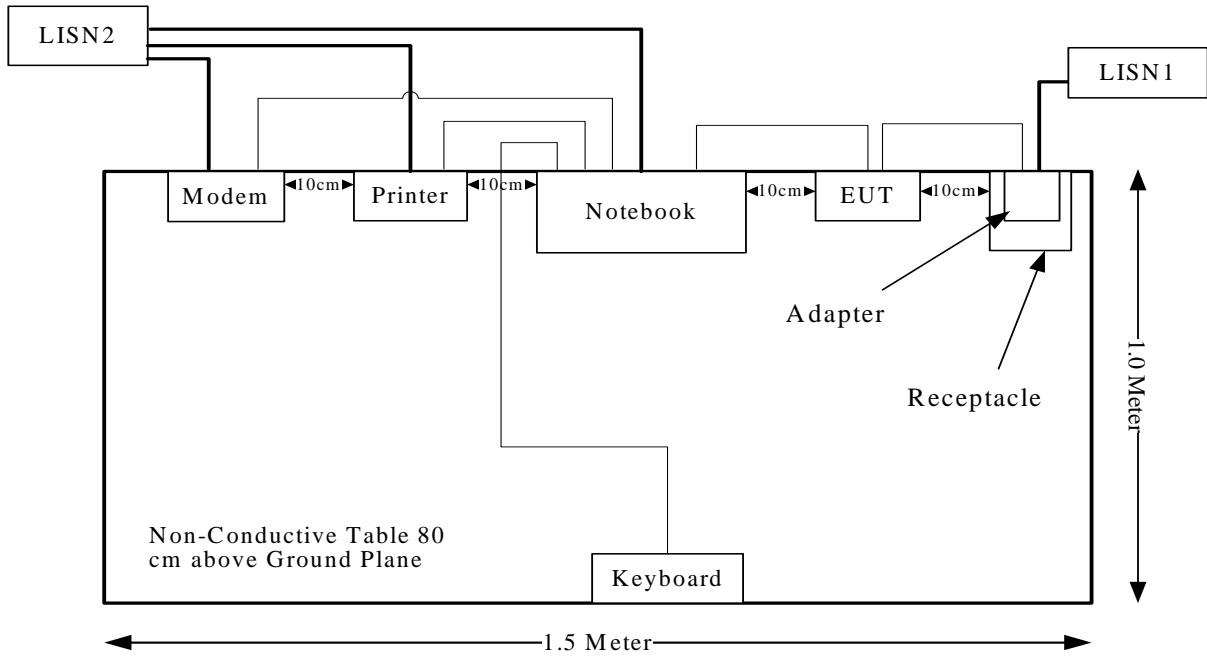 LISN2
LISN1
10cm
10cm
10cm
10cm
Modem
Printer
Notebook
EUT
Adapter
Receptacle
1.0 Meter
Non-Conductive Table 80
cm above Ground Plane
Keyboard
1.5 Meter